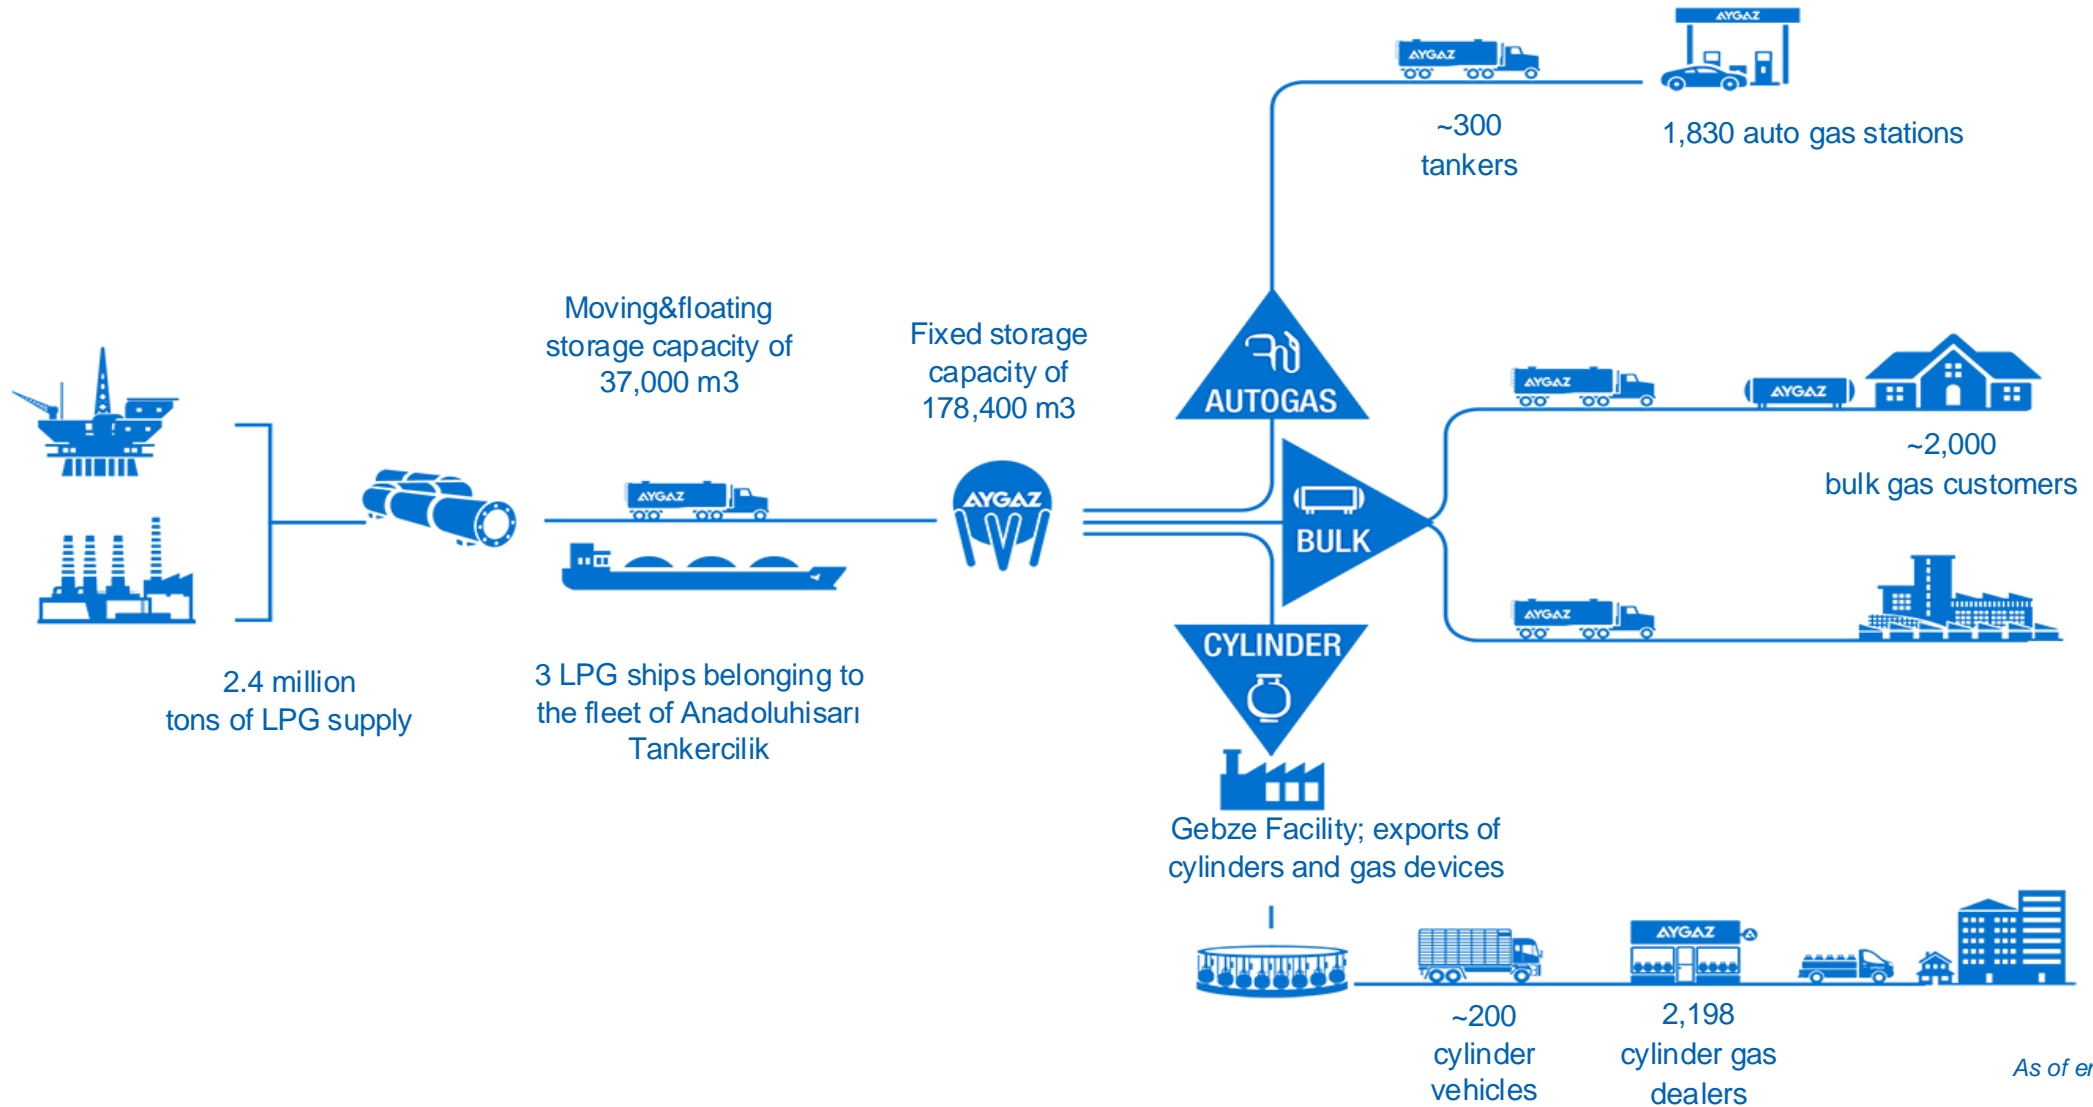 AYGAZ
AYGAZ
~300
tankers
1,830 auto gas stations
Moving&floating
storage capacity of
37,000 m3
Fixed storage
capacity of
178,400 m3
AUTOGAS
AYGAZ
AYGAZ
~2,000
bulk gas customers
AYGAZ
AYGAZ
BULK
AYGAZ
2.4 million
tons of LPG supply
3 LPG ships belonging to
the fleet of Anadoluhisarı
Tankercilik
CYLINDER
Gebze Facility; exports of
cylinders and gas devices
AYGAZ
~200
cylinder
vehicles
2,198
cylinder gas
dealers
As of